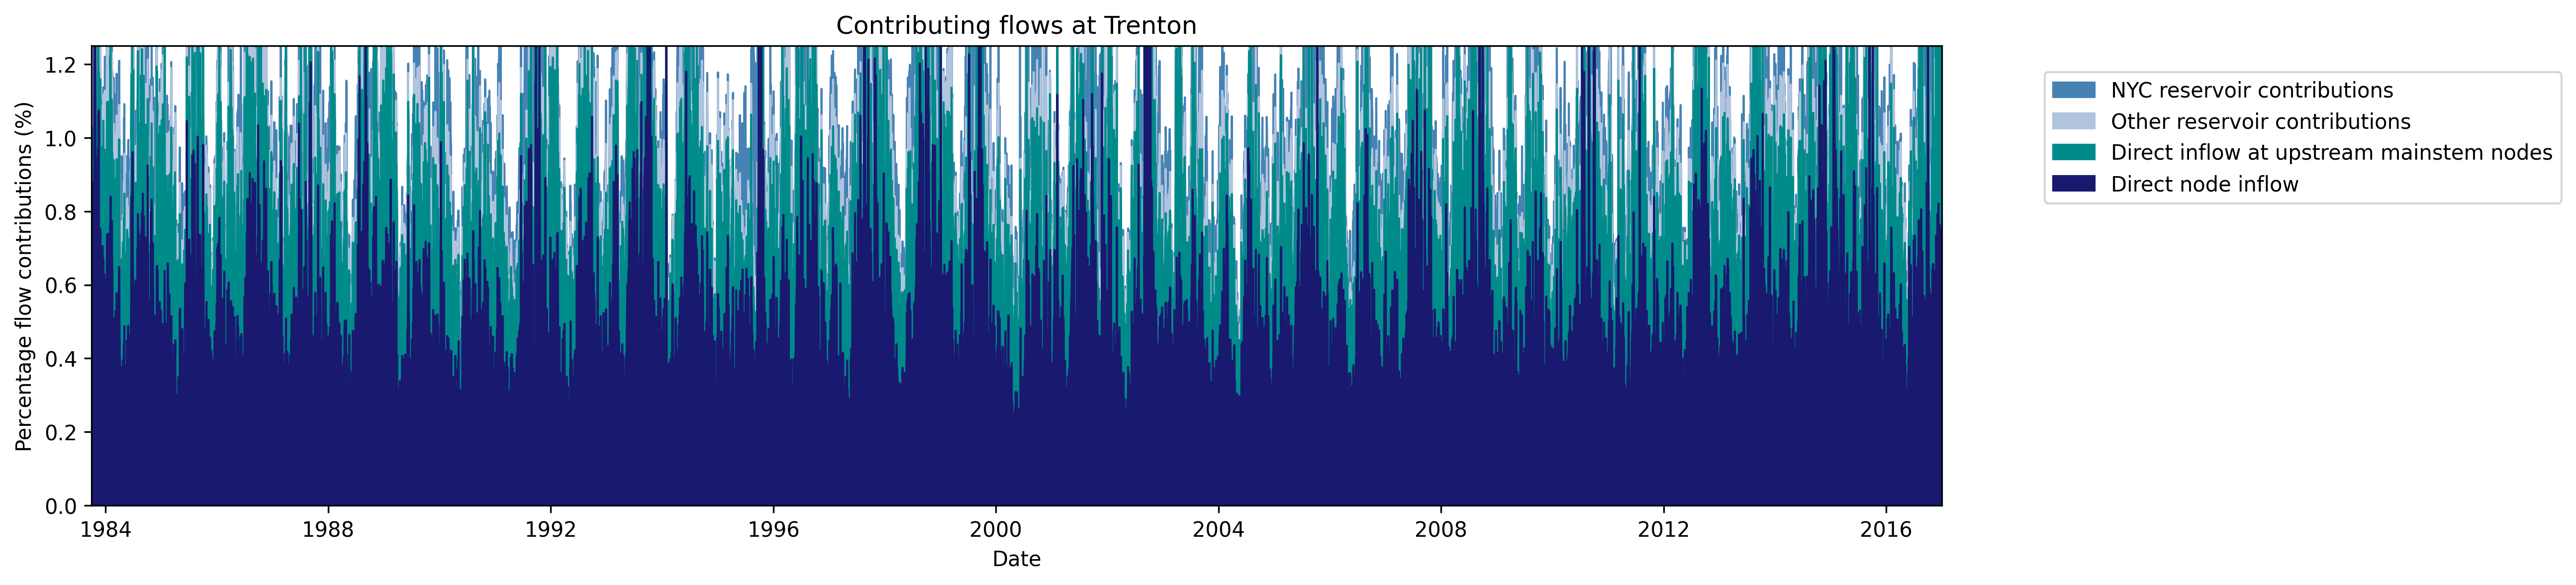 Contributing flows at Trenton
Percentage flow contributions (%)
1.2
1.0
0.8
0.6
0.4
0.2
0.0
1984 1988 1992 1996 2000 2004 2008 2012 2016
Date
NYC reservoir contributions
Other reservoir contributions
Direct inflow at upstream mainstem nodes
Direct node inflow